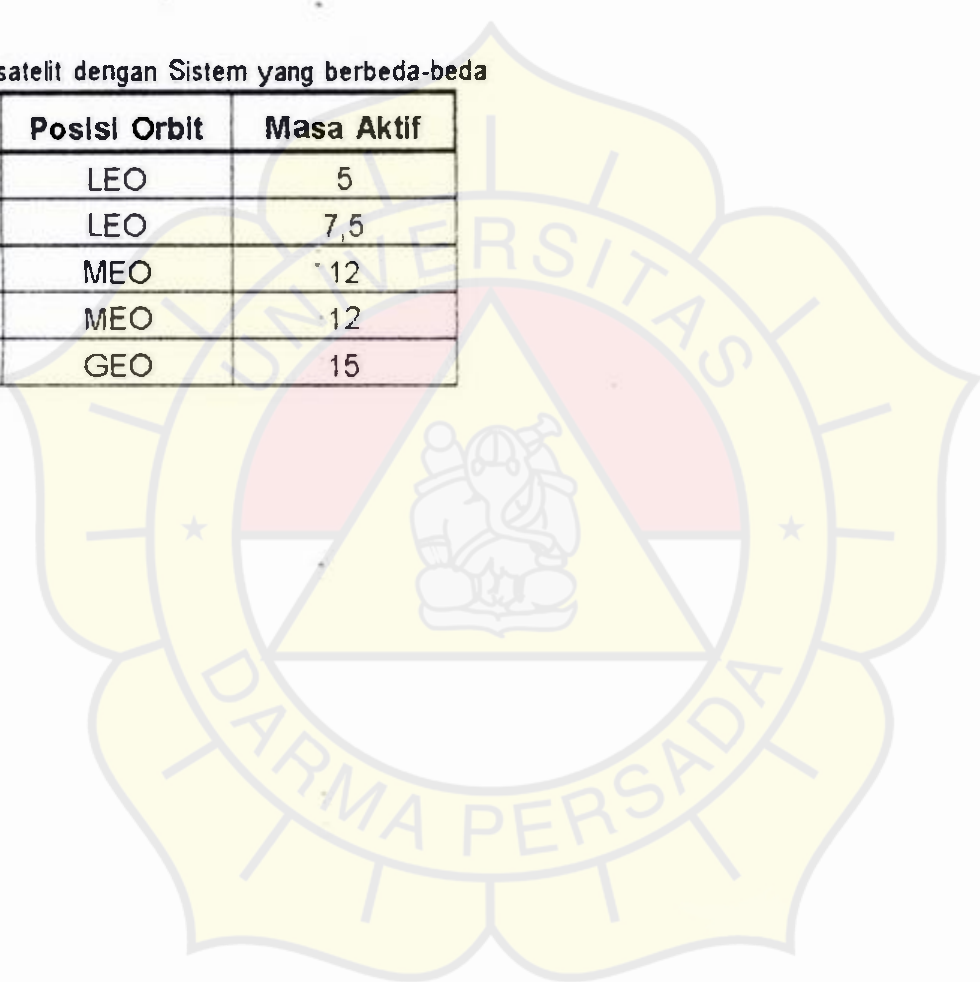 satelit dengan Sistem yang berbeda-beda
Posisi Orbit Masa Aktif
LEO 5
LEO 7,5
MEO 12
MEO 12
GEO 15
UNIVERSITAS
DARMA PERSADA